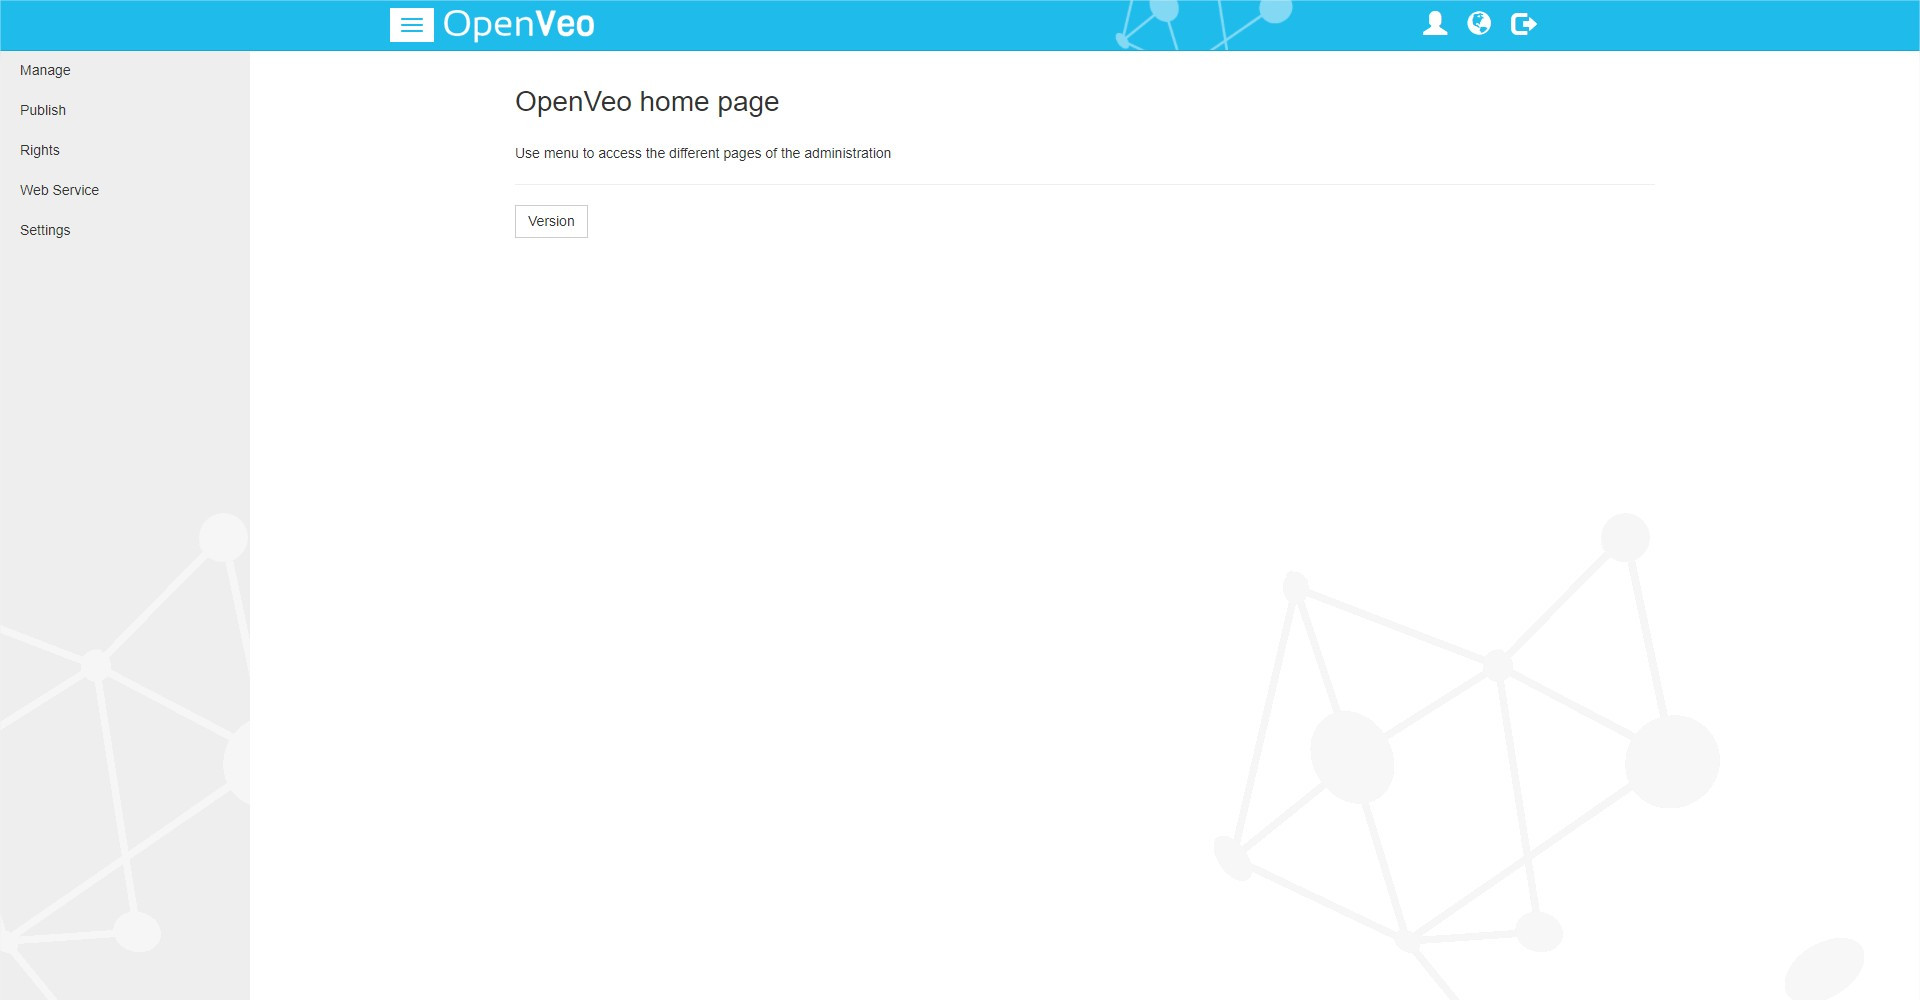 OpenVeo
Manage
Publish
Rights
Web Service
Settings
OpenVeo home page
Use menu to access the different pages of the administration
Version